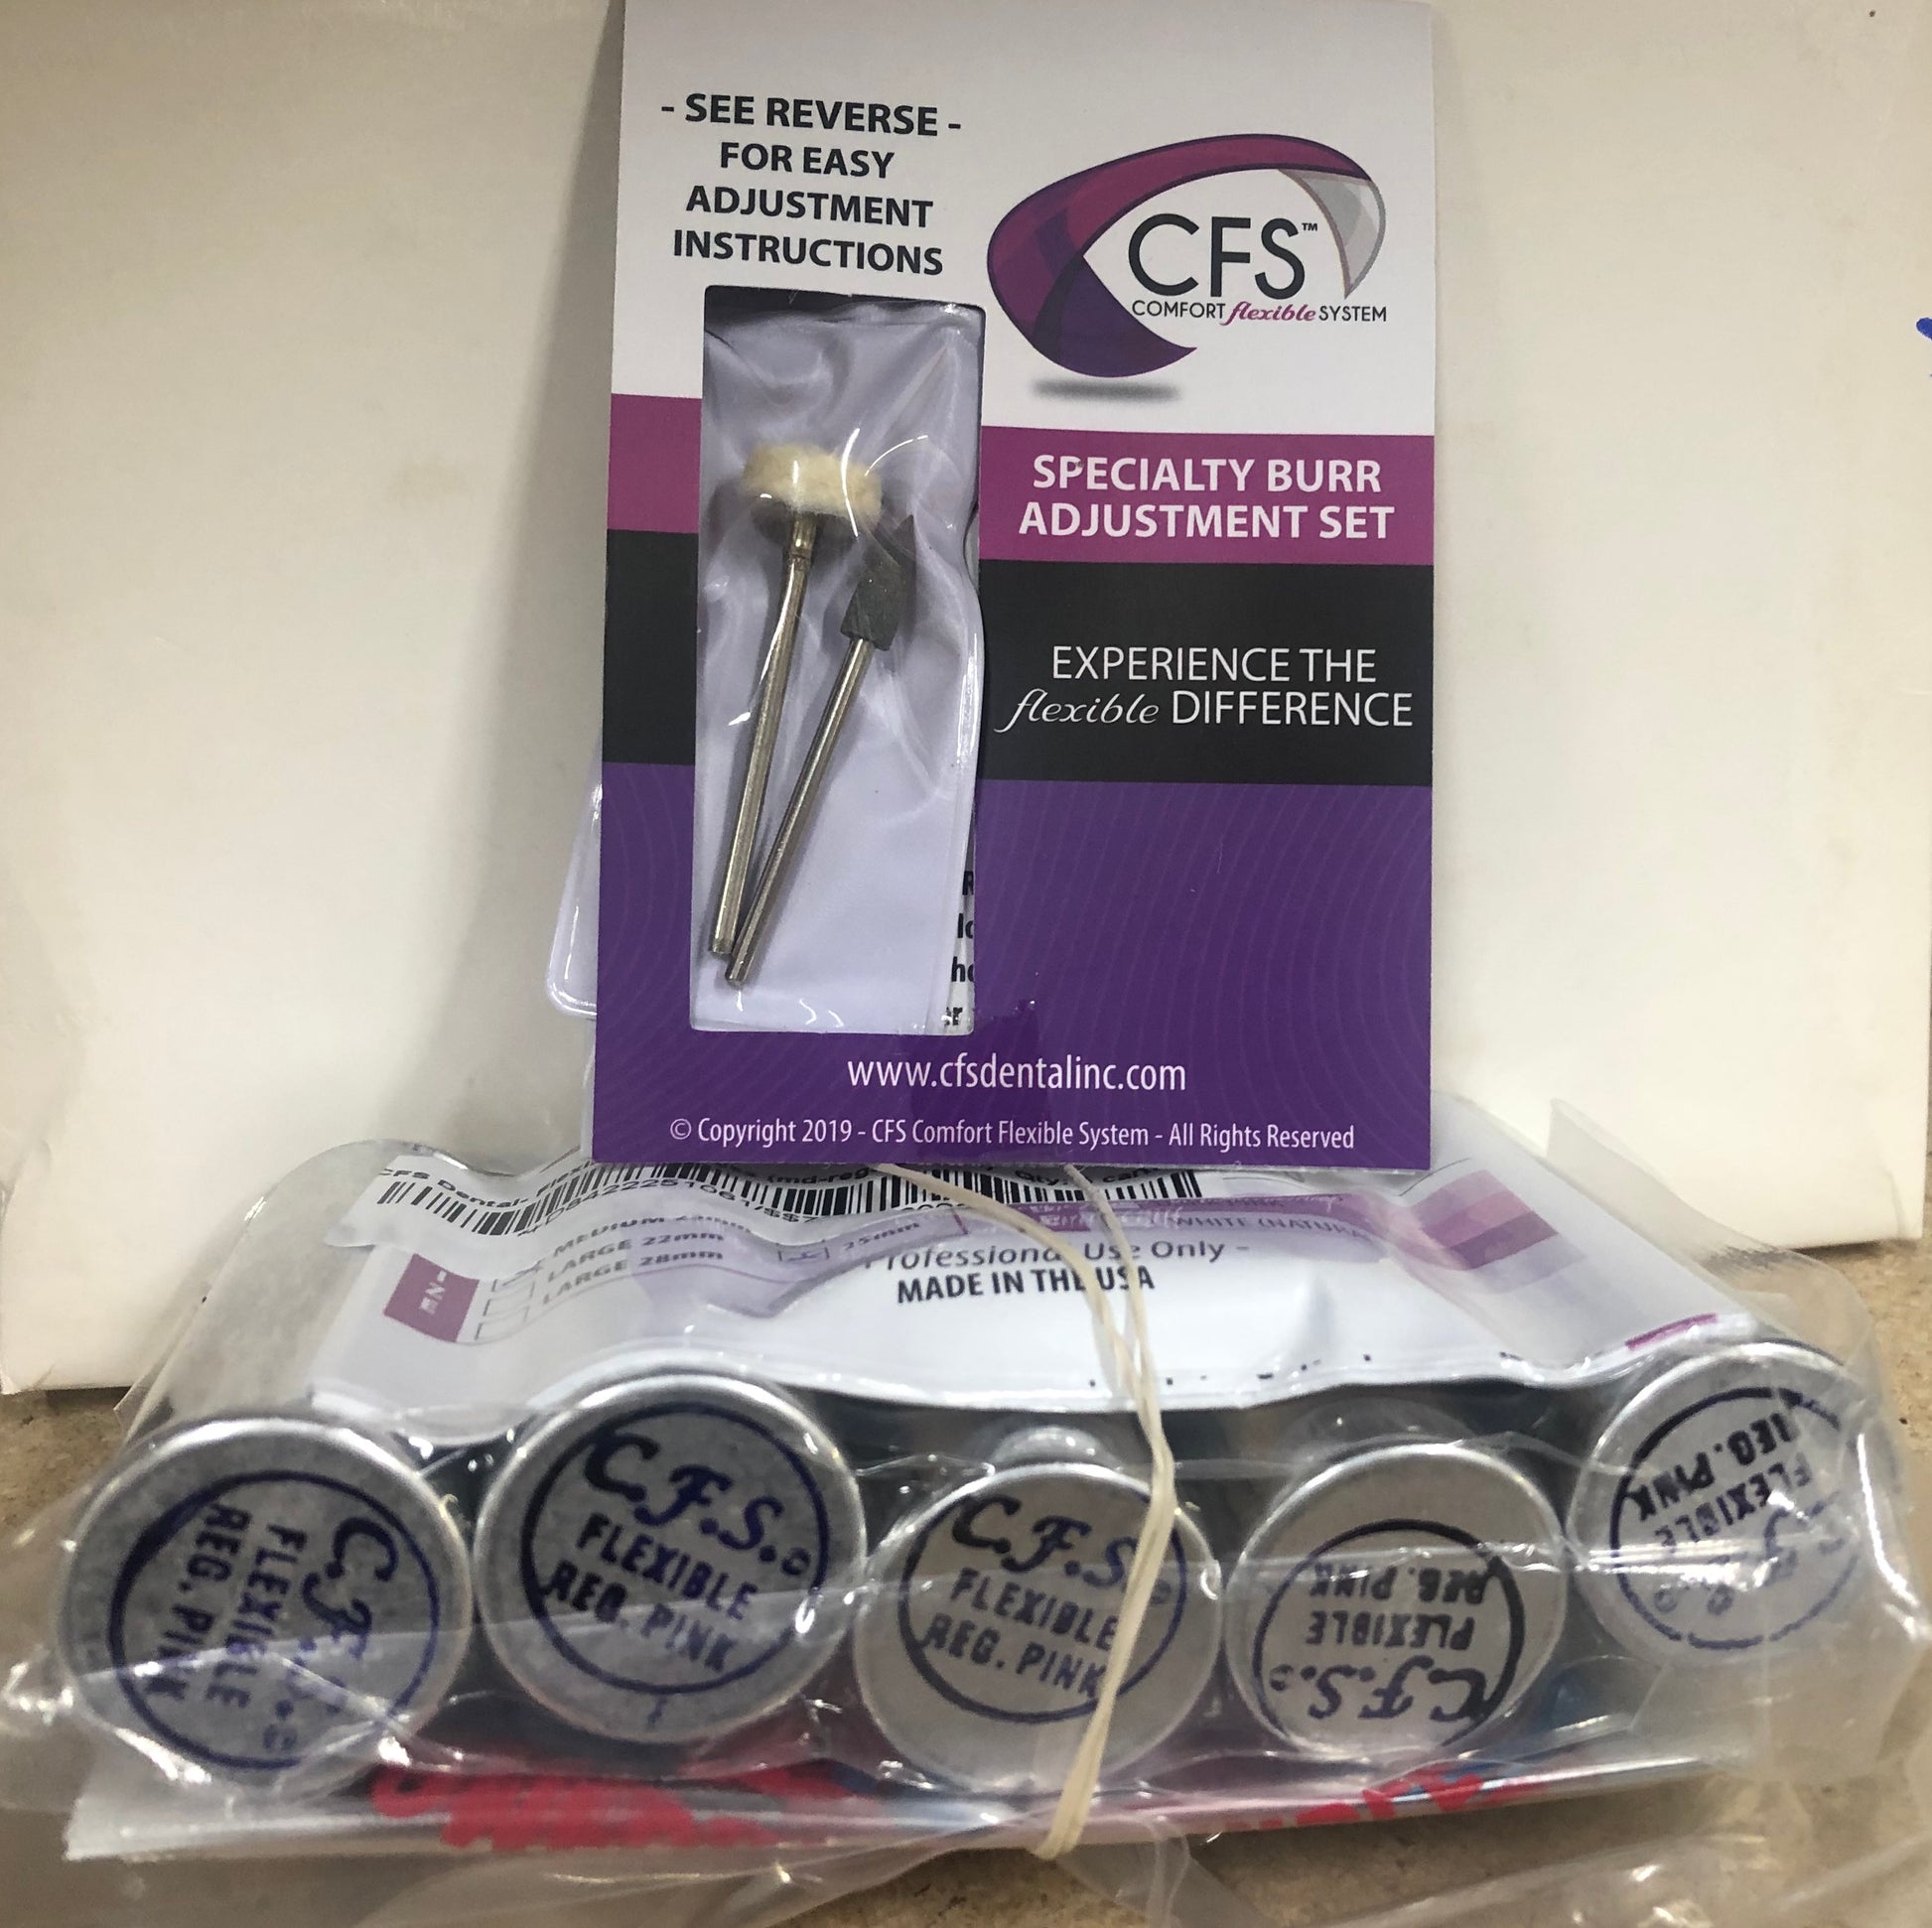 - SEE REVERSE -
FOR EASY
ADJUSTMENT
INSTRUCTIONS
CFS™
COMFORT flexible SYSTEM
SPECIALTY BURR
ADJUSTMENT SET
EXPERIENCE THE
flexible DIFFERENCE
www.cfsdentalinc.com
© Copyright 2019 - CFS Comfort Flexible System - All Rights Reserved
CFS Dental-
MEDIUM
LARGE 22mm
LARGE 28mm
25mm
WHITE
Professional Use Only -
MADE IN THE USA
C.F.S.
FLEXIBLE
REG. PINK
C.F.S.
FLEXIBLE
REG. PINK
C.F.S.
FLEXIBLE
REG. PINK
C.F.S.
FLEXIBLE
REG. PINK
C.F.S.
FLEXIBLE
REG. PINK